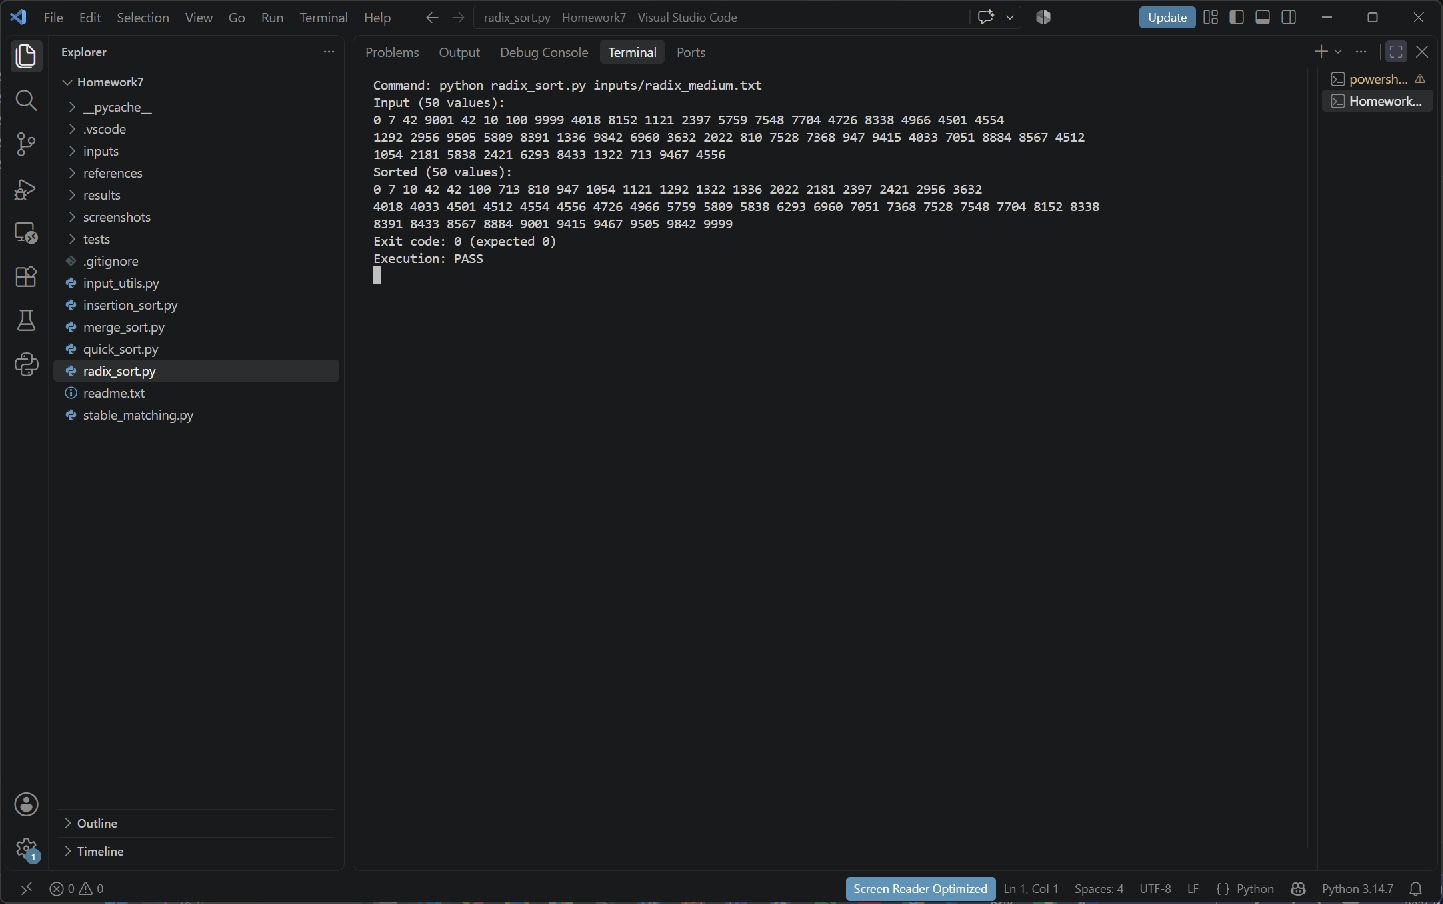 File Edit Selection View Go Run Terminal Help radix_sort.py Homework7 Visual Studio Code Update
Explorer
Homework7
__pycache__
.vscode
inputs
references
results
screenshots
tests
.gitignore
input_utils.py
insertion_sort.py
merge_sort.py
quick_sort.py
radix_sort.py
readme.txt
stable_matching.py
Outline
Timeline
Problems Output Debug Console Terminal Ports
Command: python radix_sort.py inputs/radix_medium.txt
Input (50 values):
0 7 42 9001 42 10 100 9999 4018 8152 1121 2397 5759 7548 7704 4726 8338 4966 4501 4554
1292 2956 9505 5809 8391 1336 9842 6960 3632 2022 810 7528 7368 947 9415 4033 7051 8884 8567 4512
1054 2181 5838 2421 6293 8433 1322 713 9467 4556
Sorted (50 values):
0 7 10 42 42 100 713 810 947 1054 1121 1292 1322 1336 2022 2181 2397 2421 2956 3632
4018 4033 4501 4512 4554 4556 4726 4966 5759 5809 5838 6293 6960 7051 7368 7528 7548 7704 8152 8338
8391 8433 8567 8884 9001 9415 9467 9505 9842 9999
Exit code: 0 (expected 0)
Execution: PASS
powersh...
Homework...
1
0 0 Screen Reader Optimized Ln 1, Col 1 Spaces: 4 UTF-8 LF { } Python Python 3.14.7